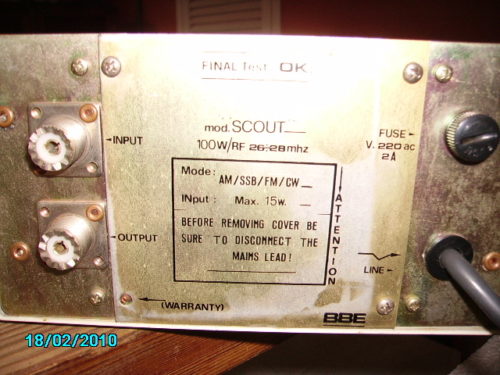 FINAL Test: OK
mod. SCOUT
100W/RF 26-28mhz
INPUT
FUSE
V. 220 ac
2A
Mode: AM/SSB/FM/CW
INput: Max. 15w.
BEFORE REMOVING COVER BE
SURE TO DISCONNECT THE
MAINS LEAD!
ATTENTION
OUTPUT
LINE
(WARRANTY)
BBE
18/02/2010